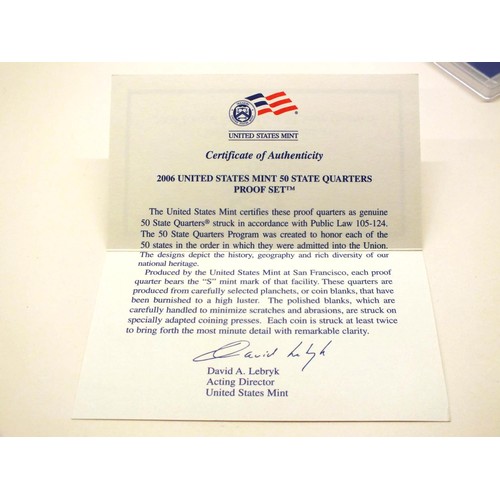 UNITED STATES MINT
Certificate of Authenticity
2006 UNITED STATES MINT 50 STATE QUARTERS
PROOF SET™
The United States Mint certifies these proof quarters as genuine
50 State Quarters® struck in accordance with Public Law 105-124.
The 50 State Quarters Program was created to honor each of the
50 states in the order in which they were admitted into the Union.
The designs depict the history, geography and rich diversity of our
national heritage.
Produced by the United States Mint at San Francisco, each proof
quarter bears the “S” mint mark of that facility. These quarters are
produced from carefully selected planchets, or coin blanks, that have
been burnished to a high luster. The polished blanks, which are
carefully handled to minimize scratches and abrasions, are struck on
specially adapted coining presses. Each coin is struck at least twice
to bring forth the most minute detail with remarkable clarity.
David Lebryk
David A. Lebryk
Acting Director
United States Mint